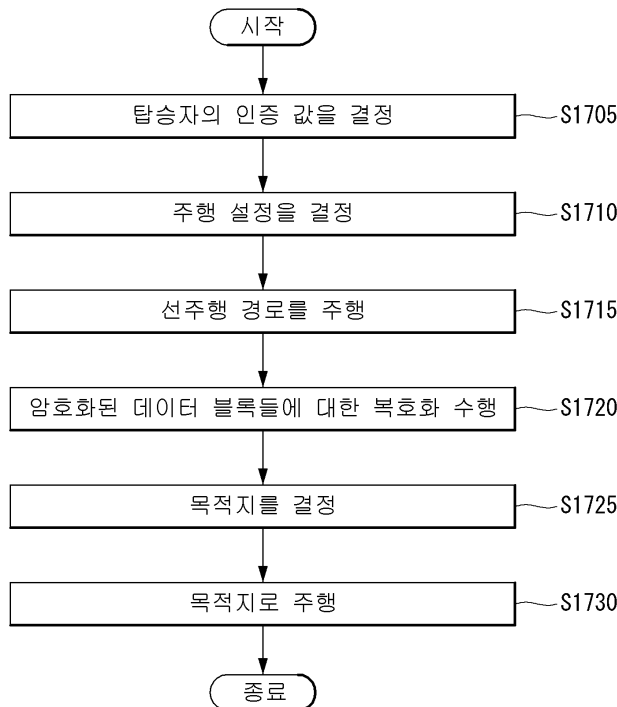 시작
탑승자의 인증 값을 결정
S1705
주행 설정을 결정
S1710
선주행 경로를 주행
S1715
암호화된 데이터 블록들에 대한 복호화 수행
S1720
목적지를 결정
S1725
목적지로 주행
S1730
종료